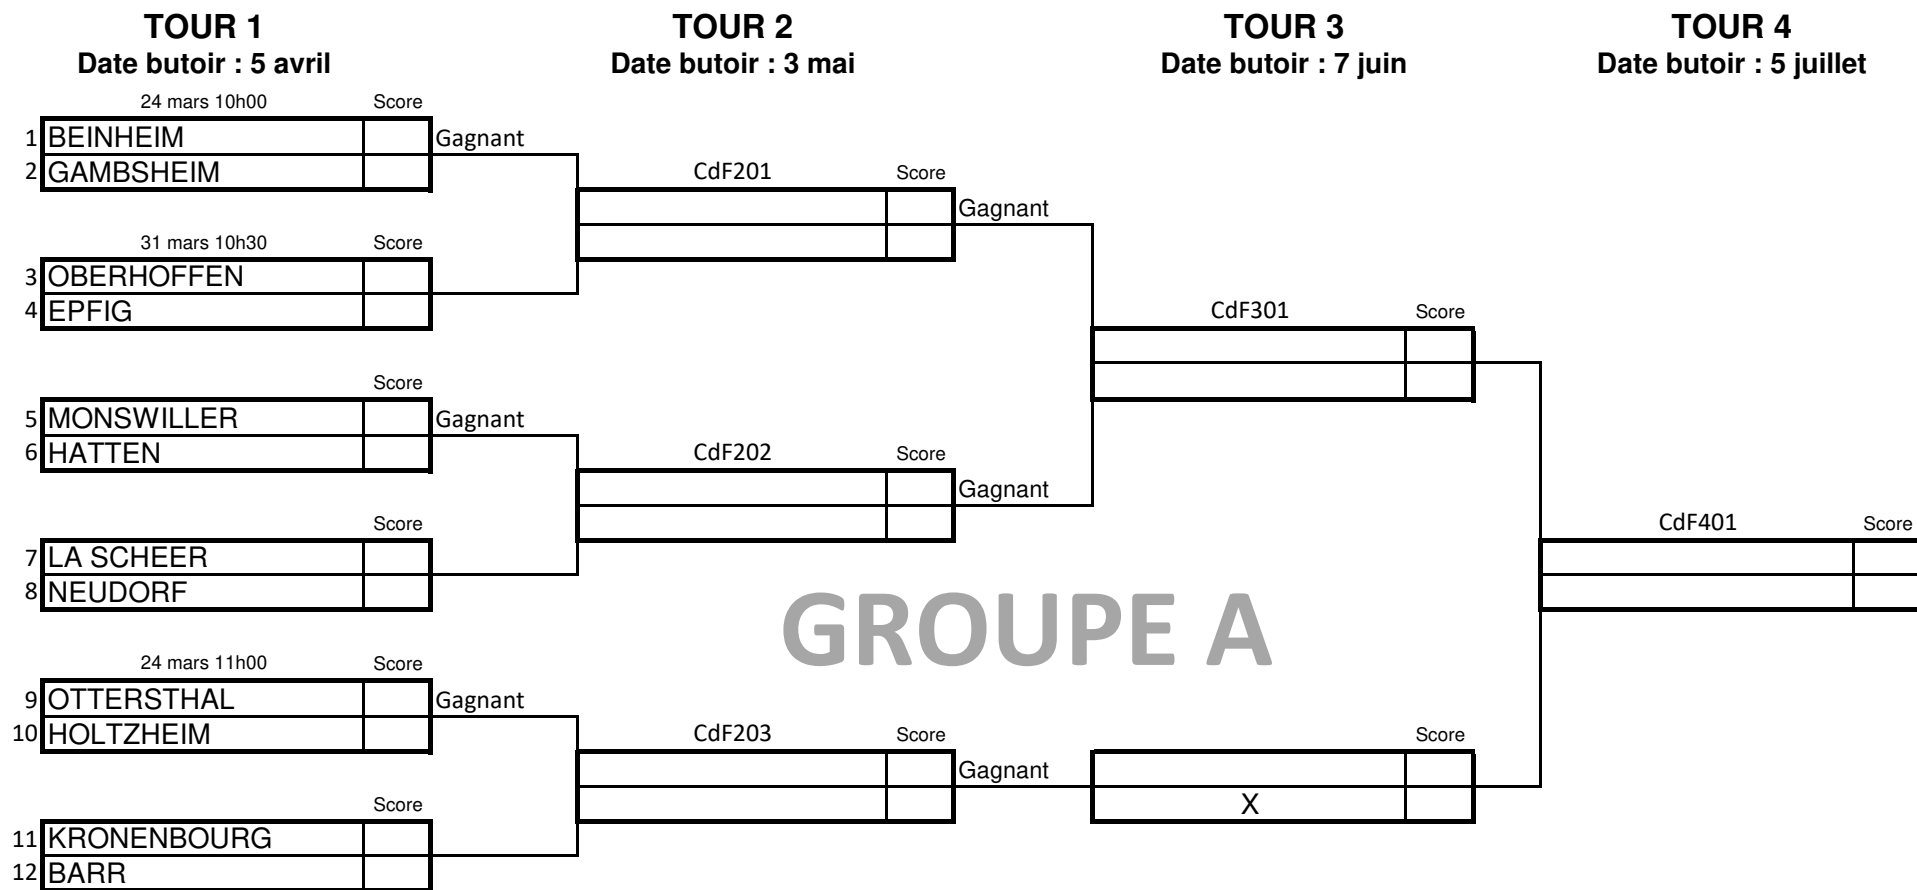 TOUR 1
Date butoir : 5 avril
TOUR 2
Date butoir : 3 mai
TOUR 3
Date butoir : 7 juin
TOUR 4
Date butoir : 5 juillet
24 mars 10h00 Score
1 BEINHEIM Gagnant
2 GAMBSHEIM
CdF201 Score
Gagnant
31 mars 10h30 Score
3 OBERHOFFEN
4 EPFIG
CdF301 Score
Score
5 MONSWILLER Gagnant
6 HATTEN
CdF202 Score
Gagnant
Score
7 LA SCHEER
8 NEUDORF
CdF401 Score
GROUPE A
24 mars 11h00 Score
9 OTTERSTHAL Gagnant
10 HOLTZHEIM
CdF203 Score
Gagnant
Score
X
Score
11 KRONENBOURG
12 BARR